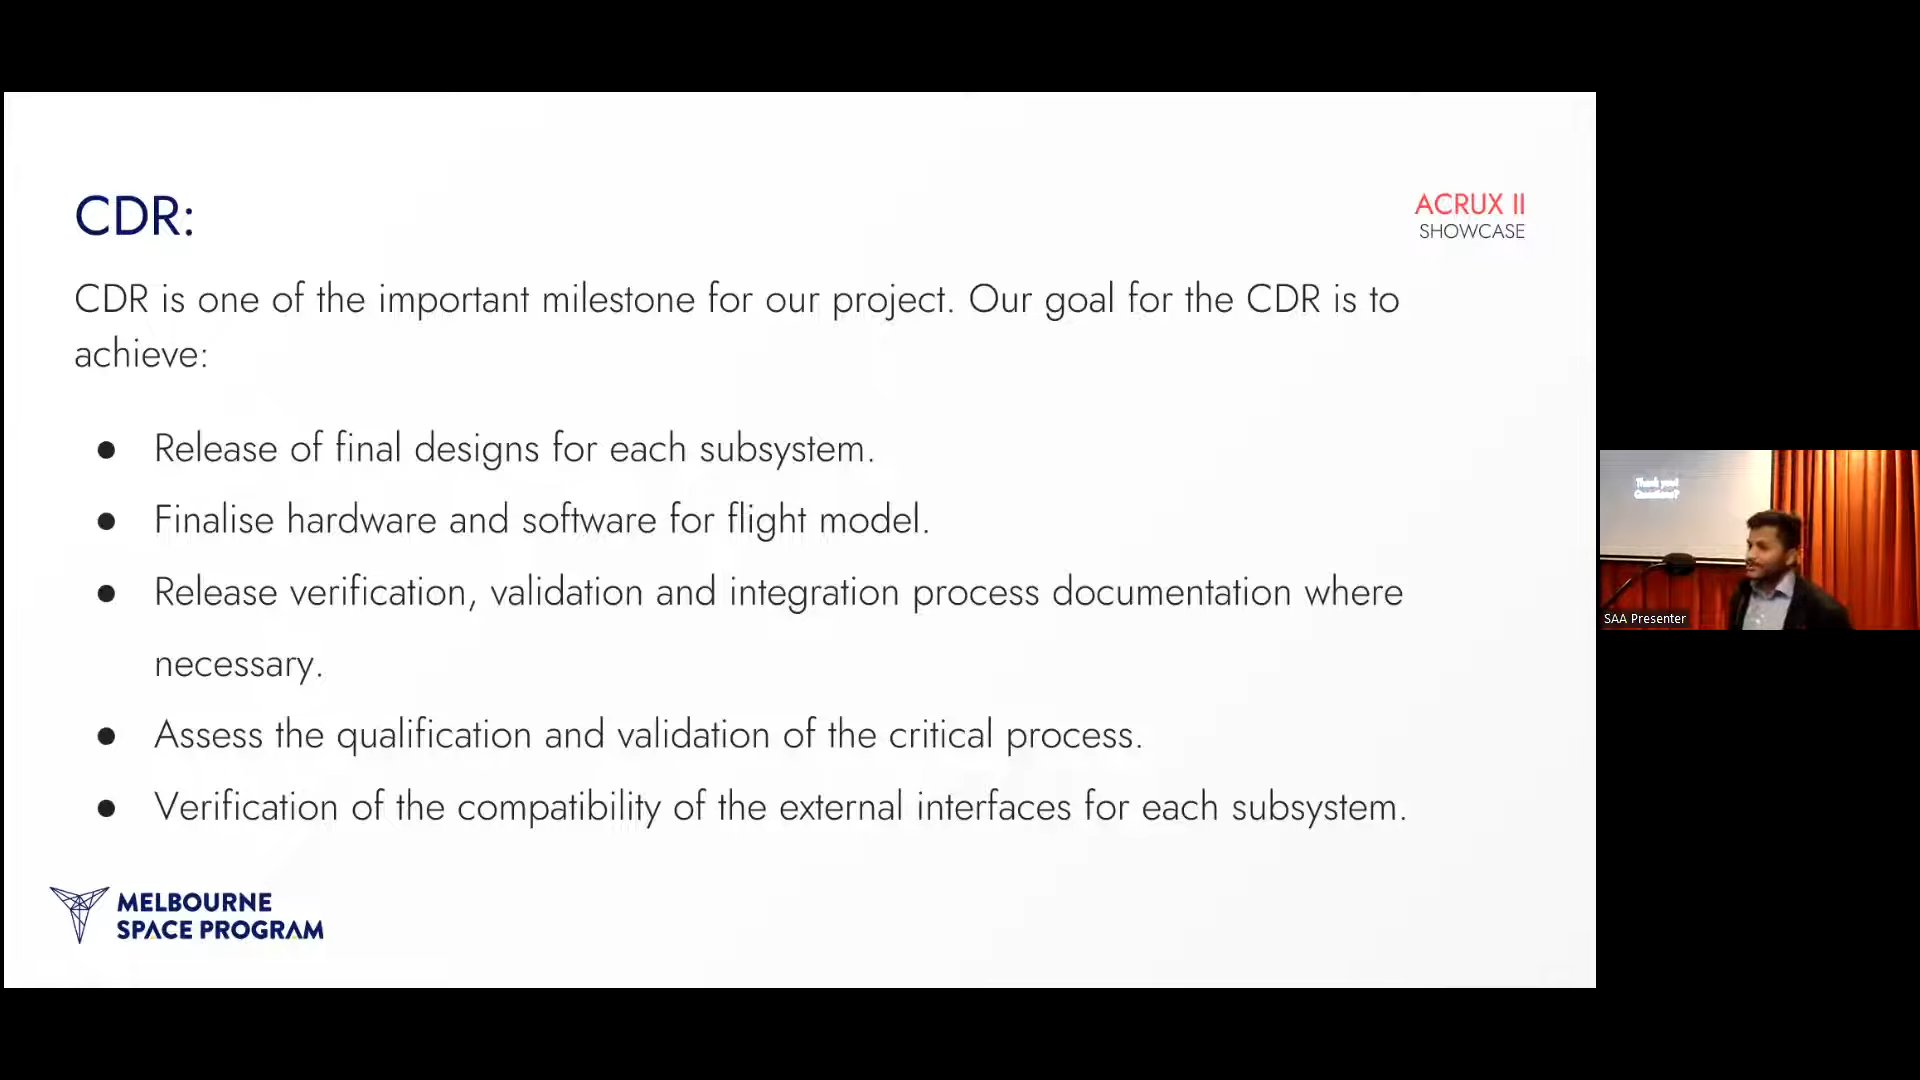 CDR:
ACRUX II
SHOWCASE
CDR is one of the important milestone for our project. Our goal for the CDR is to
achieve:
● Release of final designs for each subsystem.
● Finalise hardware and software for flight model.
● Release verification, validation and integration process documentation where
necessary.
● Assess the qualification and validation of the critical process.
● Verification of the compatibility of the external interfaces for each subsystem.
MELBOURNE
SPACE PROGRAM
Thank you!
Questions?
SAA Presenter